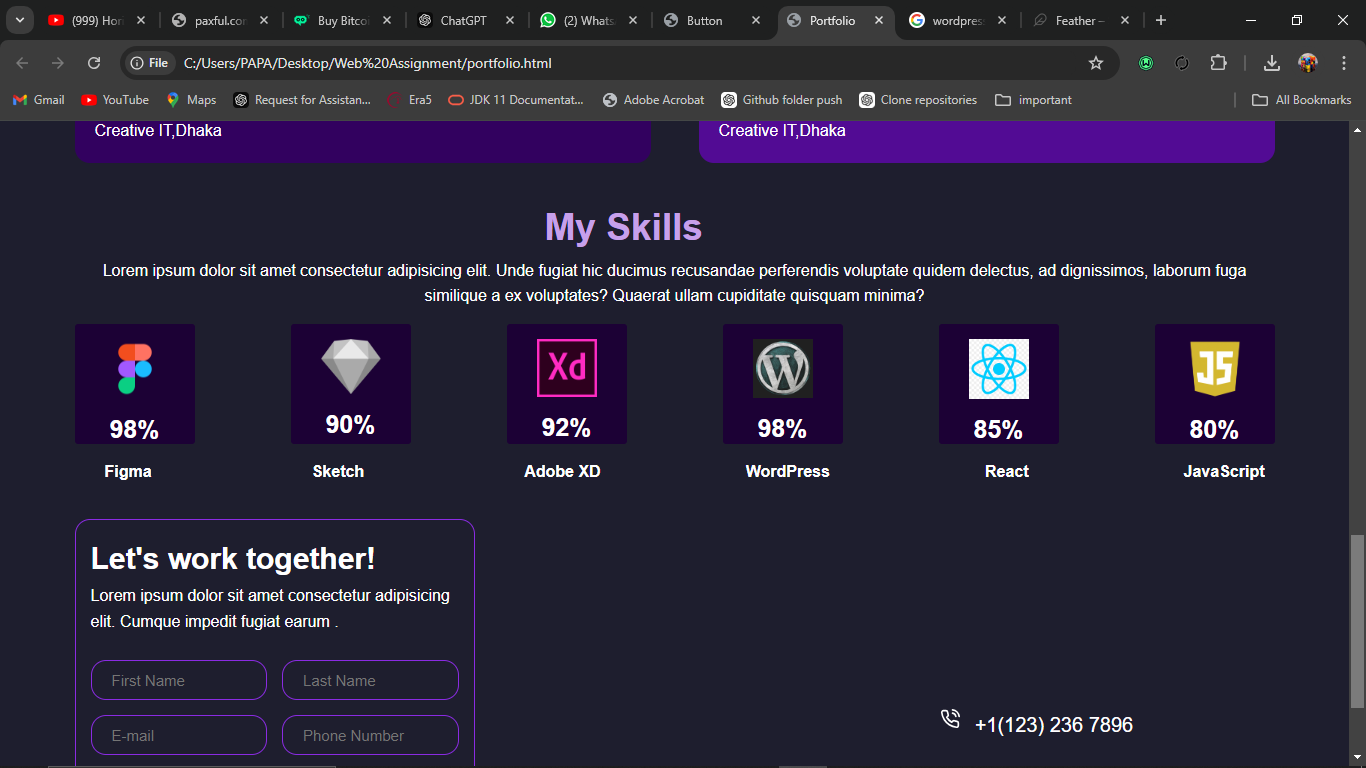 (999) Hori
paxful.com
Buy Bitcoi
ChatGPT
(2) Whats
Button
Portfolio
wordpress
Feather –
File C:/Users/PAPA/Desktop/Web%20Assignment/portfolio.html
Gmail YouTube Maps Request for Assistan... Era5 JDK 11 Documentat... Adobe Acrobat Github folder push Clone repositories important All Bookmarks
Creative IT,Dhaka
Creative IT,Dhaka
My Skills
Lorem ipsum dolor sit amet consectetur adipisicing elit. Unde fugiat hic ducimus recusandae perferendis voluptate quidem delectus, ad dignissimos, laborum fuga
similique a ex voluptates? Quaerat ullam cupiditate quisquam minima?
Xd W JS
98% 90% 92% 98% 85% 80%
Figma Sketch Adobe XD WordPress React JavaScript
Let's work together!
Lorem ipsum dolor sit amet consectetur adipisicing
elit. Cumque impedit fugiat earum .
First Name Last Name
E-mail Phone Number
+1(123) 236 7896